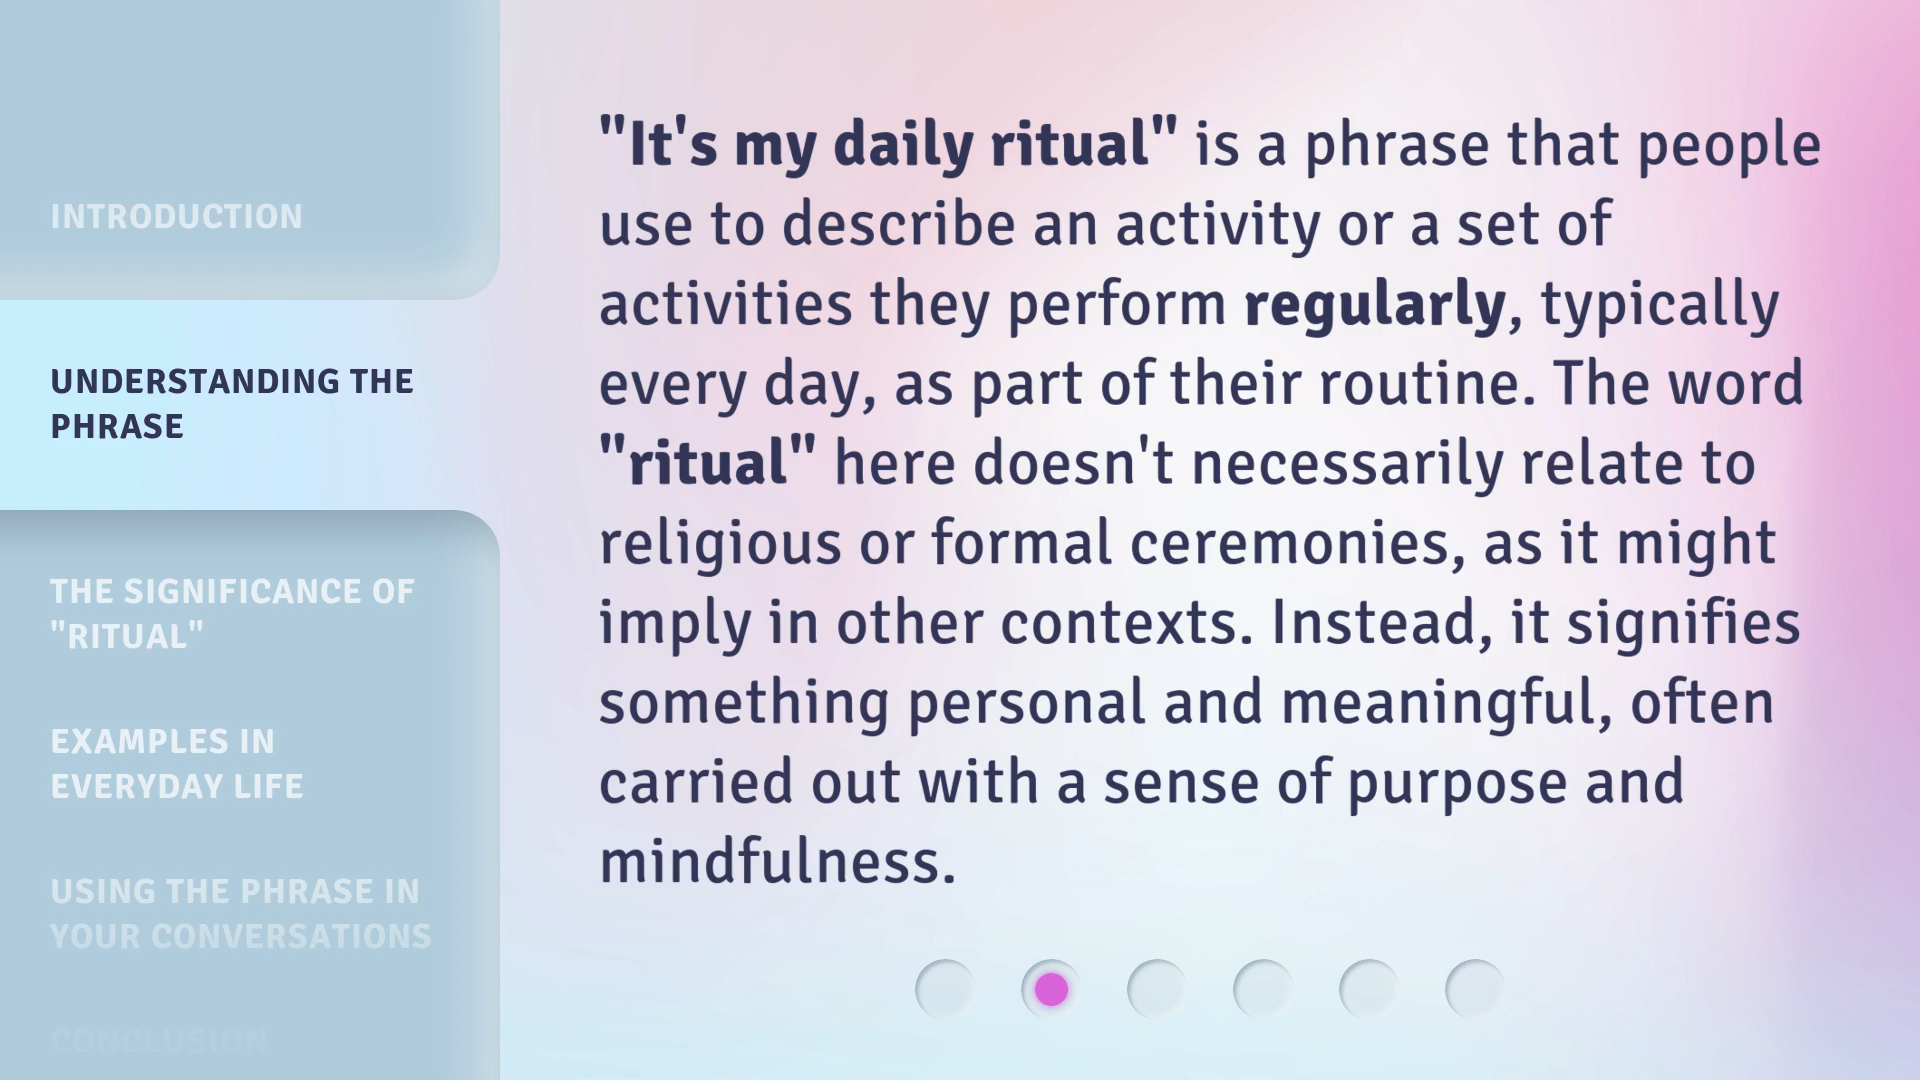 INTRODUCTION
UNDERSTANDING THE
PHRASE
THE SIGNIFICANCE OF
"RITUAL"
EXAMPLES IN
EVERYDAY LIFE
USING THE PHRASE IN
YOUR CONVERSATIONS
CONCLUSION
"It's my daily ritual" is a phrase that people
use to describe an activity or a set of
activities they perform regularly, typically
every day, as part of their routine. The word
"ritual" here doesn't necessarily relate to
religious or formal ceremonies, as it might
imply in other contexts. Instead, it signifies
something personal and meaningful, often
carried out with a sense of purpose and
mindfulness.